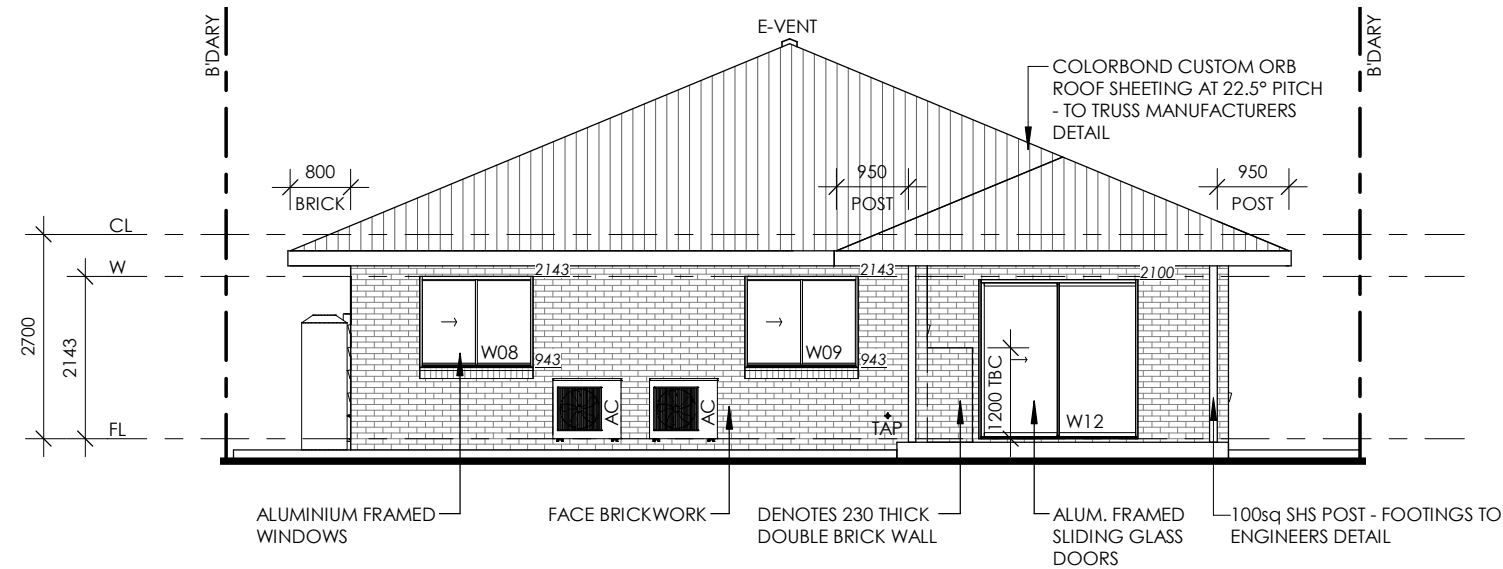 B'DARY
E-VENT
B'DARY
COLORBOND CUSTOM ORB
ROOF SHEETING AT 22.5° PITCH
- TO TRUSS MANUFACTURERS
DETAIL
800
BRICK
950
POST
950
POST
CL
W
FL
2700
2143
2143
2143
2100
W08
943
W09
943
AC
AC
TAP
1200 TBC
W12
ALUMINIUM FRAMED
WINDOWS
FACE BRICKWORK
DENOTES 230 THICK
DOUBLE BRICK WALL
ALUM. FRAMED
SLIDING GLASS
DOORS
100sq SHS POST - FOOTINGS TO
ENGINEERS DETAIL